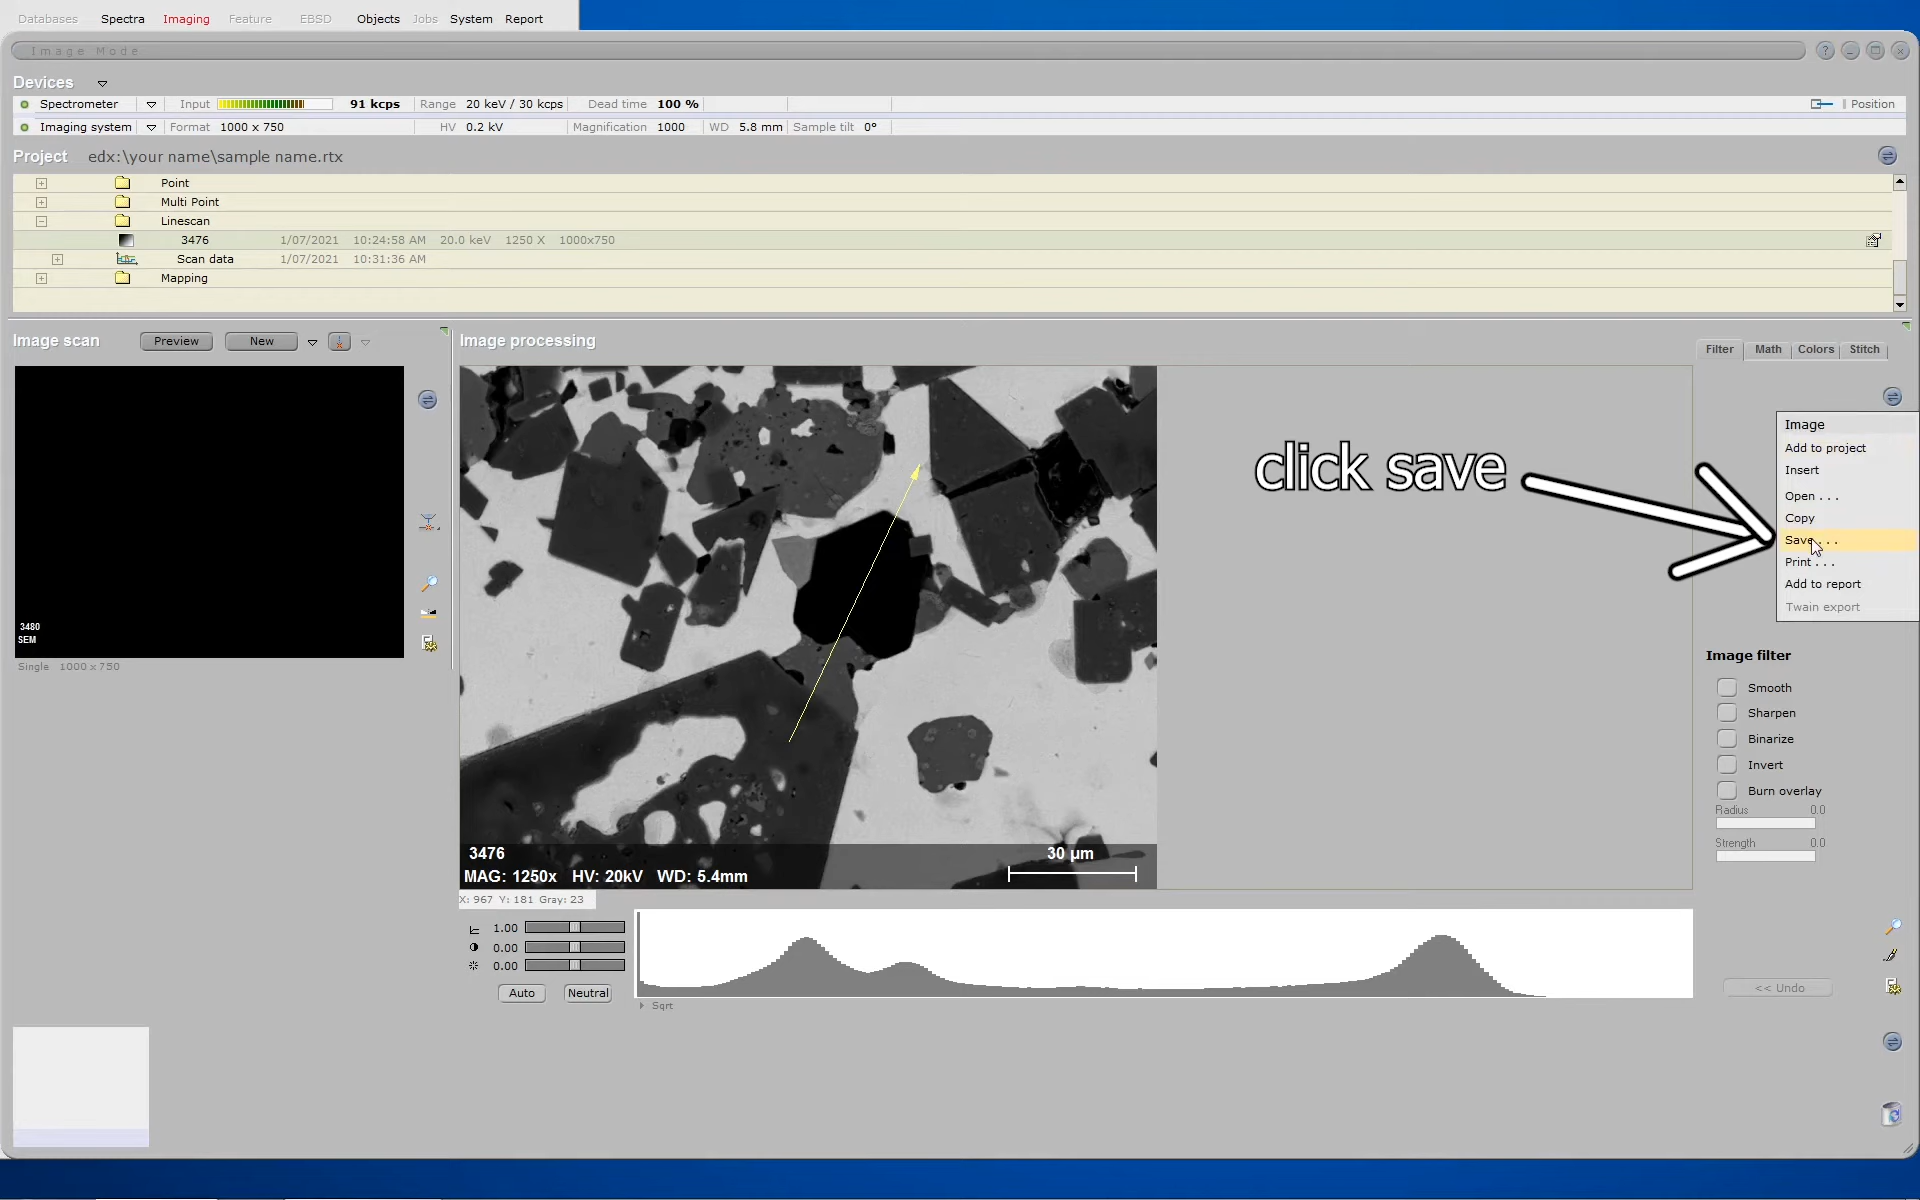 Databases Spectra Imaging Feature EBSD Objects Jobs System Report
Image Mode
Devices
Spectrometer Input 91 kcps Range 20 keV / 30 kcps Dead time 100 % Position
Imaging system Format 1000 x 750 HV 0.2 kV Magnification 1000 WD 5.8 mm Sample tilt 0°
Project edx:\your name\sample name.rtx
Point
Multi Point
Linescan
3476 1/07/2021 10:24:58 AM 20.0 keV 1250 X 1000x750
Scan data 1/07/2021 10:31:36 AM
Mapping
Image scan Preview New
3480
SEM
Single 1000 x 750
Image processing
3476 30 µm
MAG: 1250x HV: 20kV WD: 5.4mm
X: 967 Y: 181 Gray: 23
1.00
0.00
0.00
Auto Neutral
Sqrt
click save
Filter Math Colors Stitch
Image
Add to project
Insert
Open . . .
Copy
Save . . .
Print . . .
Add to report
Twain export
Image filter
Smooth
Sharpen
Binarize
Invert
Burn overlay
Radius 0.0
Strength 0.0
<< Undo